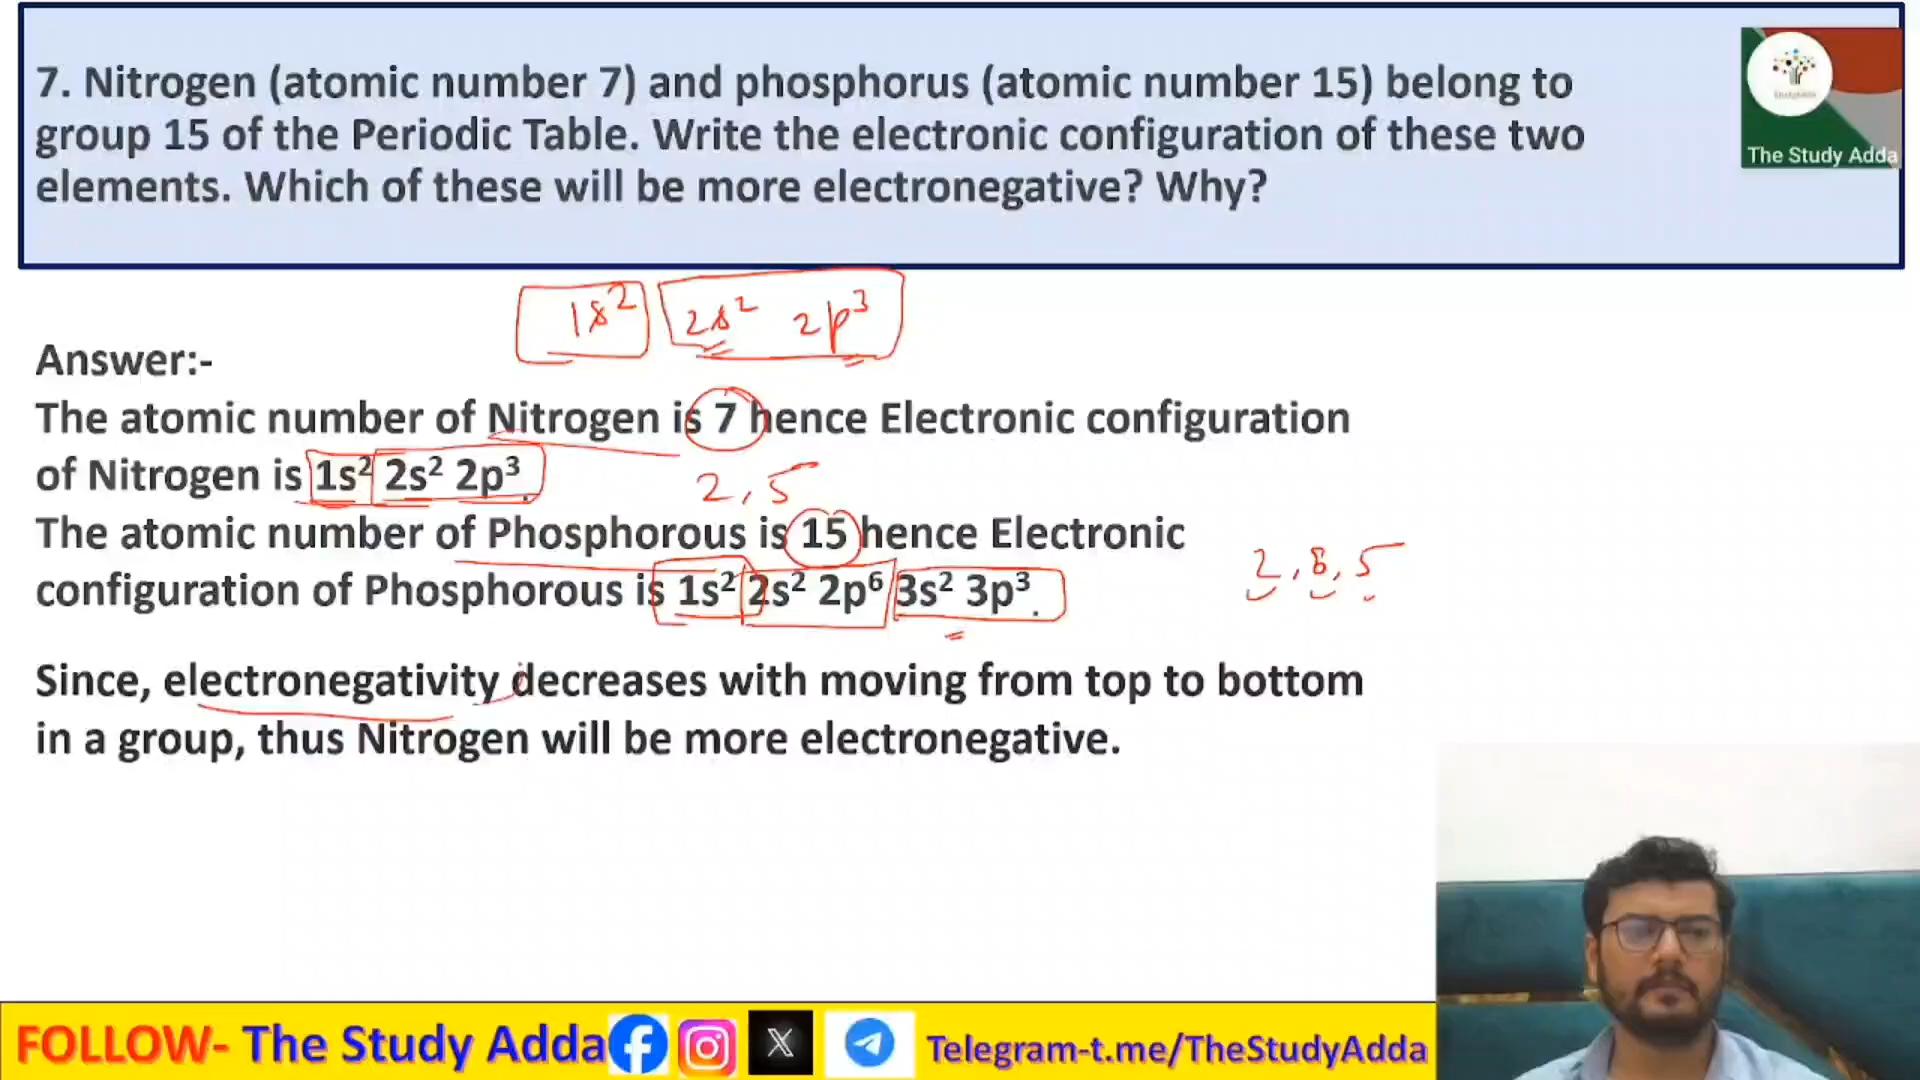 7. Nitrogen (atomic number 7) and phosphorus (atomic number 15) belong to
group 15 of the Periodic Table. Write the electronic configuration of these two
elements. Which of these will be more electronegative? Why?
The Study Adda
1s² 2s² 2p³
Answer:-
The atomic number of Nitrogen is 7 hence Electronic configuration
of Nitrogen is 1s² 2s² 2p³.
2, 5
The atomic number of Phosphorous is 15 hence Electronic
configuration of Phosphorous is 1s² 2s² 2p⁶ 3s² 3p³.
2, 8, 5
Since, electronegativity decreases with moving from top to bottom
in a group, thus Nitrogen will be more electronegative.
FOLLOW- The Study Adda
Telegram-t.me/TheStudyAdda